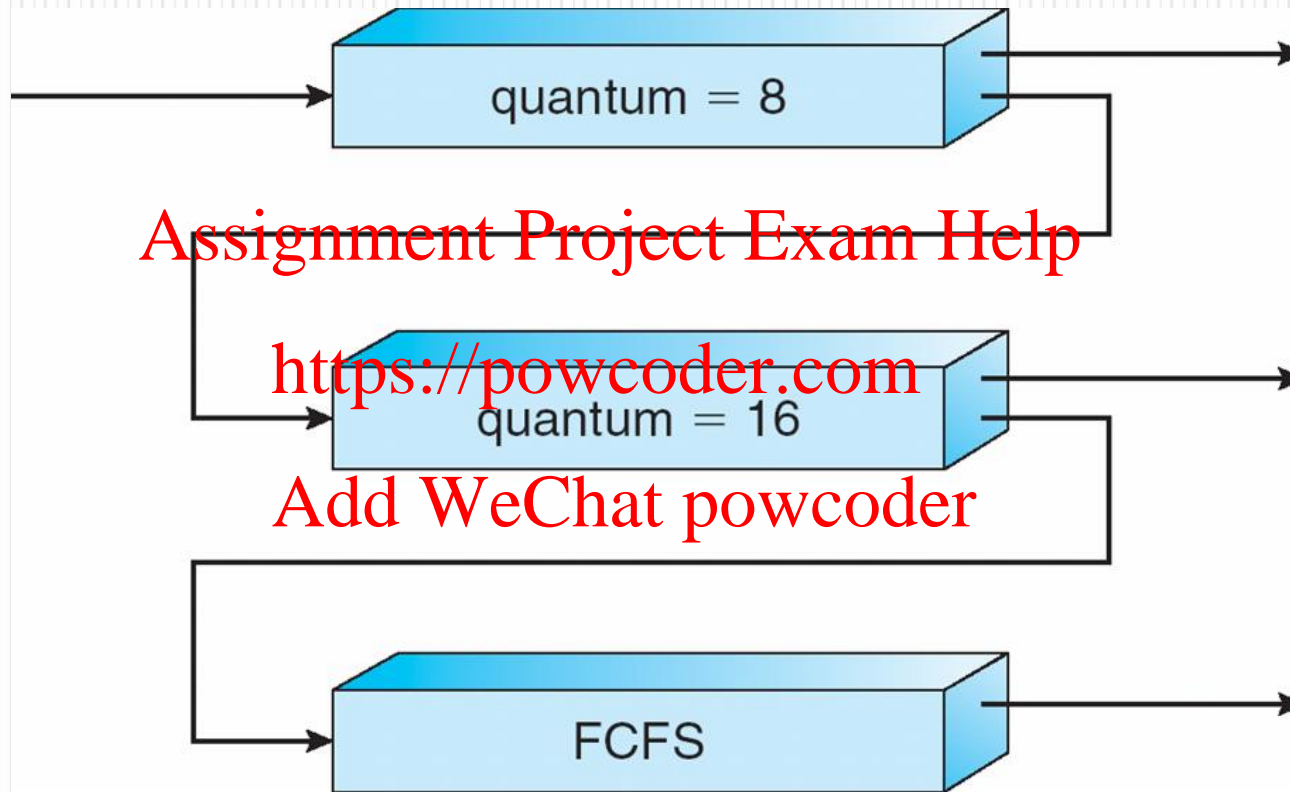 quantum = 8
Assignment Project Exam Help
https://powcoder.com
quantum = 16
Add WeChat powcoder
FCFS